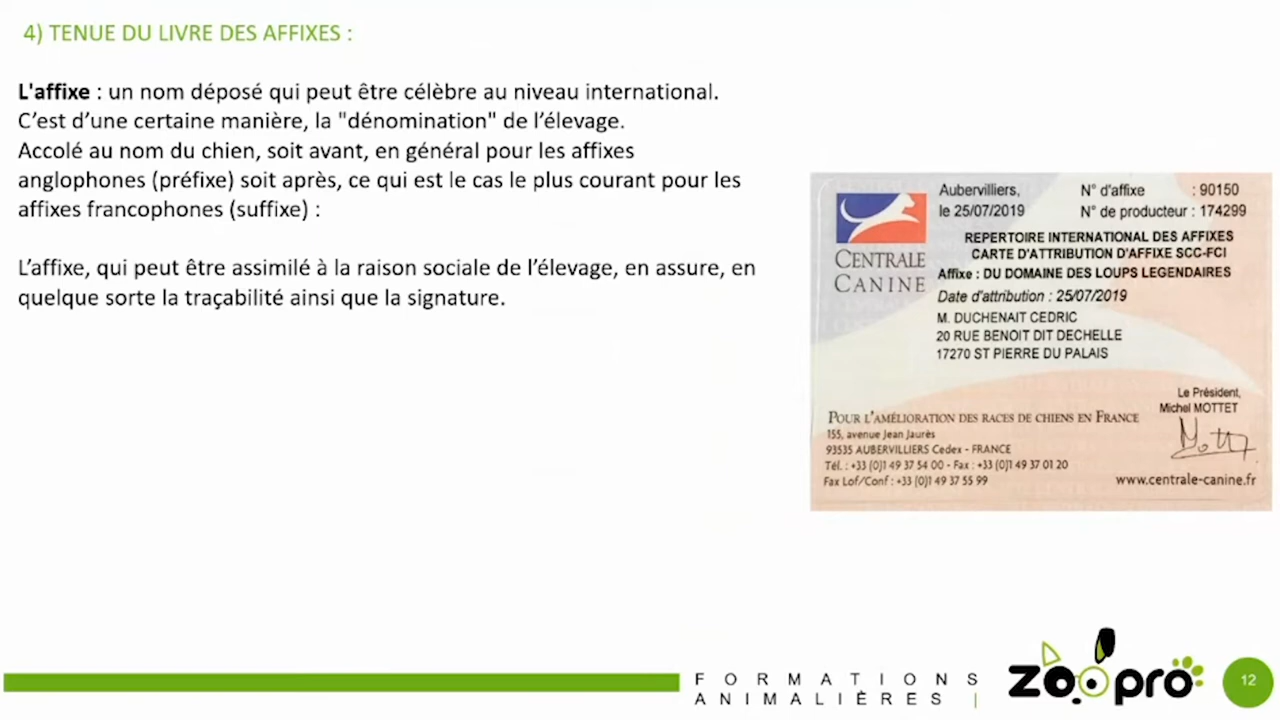 4) TENUE DU LIVRE DES AFFIXES :
L'affixe : un nom déposé qui peut être célèbre au niveau international.
C’est d’une certaine manière, la "dénomination" de l’élevage.
Accolé au nom du chien, soit avant, en général pour les affixes
anglophones (préfixe) soit après, ce qui est le cas le plus courant pour les
affixes francophones (suffixe) :
L’affixe, qui peut être assimilé à la raison sociale de l’élevage, en assure, en
quelque sorte la traçabilité ainsi que la signature.
CENTRALE
CANINE
Aubervilliers,
le 25/07/2019
N° d'affixe : 90150
N° de producteur : 174299
REPERTOIRE INTERNATIONAL DES AFFIXES
CARTE D'ATTRIBUTION D'AFFIXE SCC-FCI
Affixe : DU DOMAINE DES LOUPS LEGENDAIRES
Date d'attribution : 25/07/2019
M. DUCHENAIT CEDRIC
20 RUE BENOIT DIT DECHELLE
17270 ST PIERRE DU PALAIS
Le Président,
Michel MOTTET
POUR L'AMÉLIORATION DES RACES DE CHIENS EN FRANCE
155, avenue Jean Jaurès
93535 AUBERVILLIERS Cedex - FRANCE
Tél. : +33 (0)1 49 37 54 00 - Fax : +33 (0)1 49 37 01 20
Fax Lof/Conf : +33 (0)1 49 37 55 99
www.centrale-canine.fr
FORMATIONS
ANIMALIÈRES |
zoopro
12